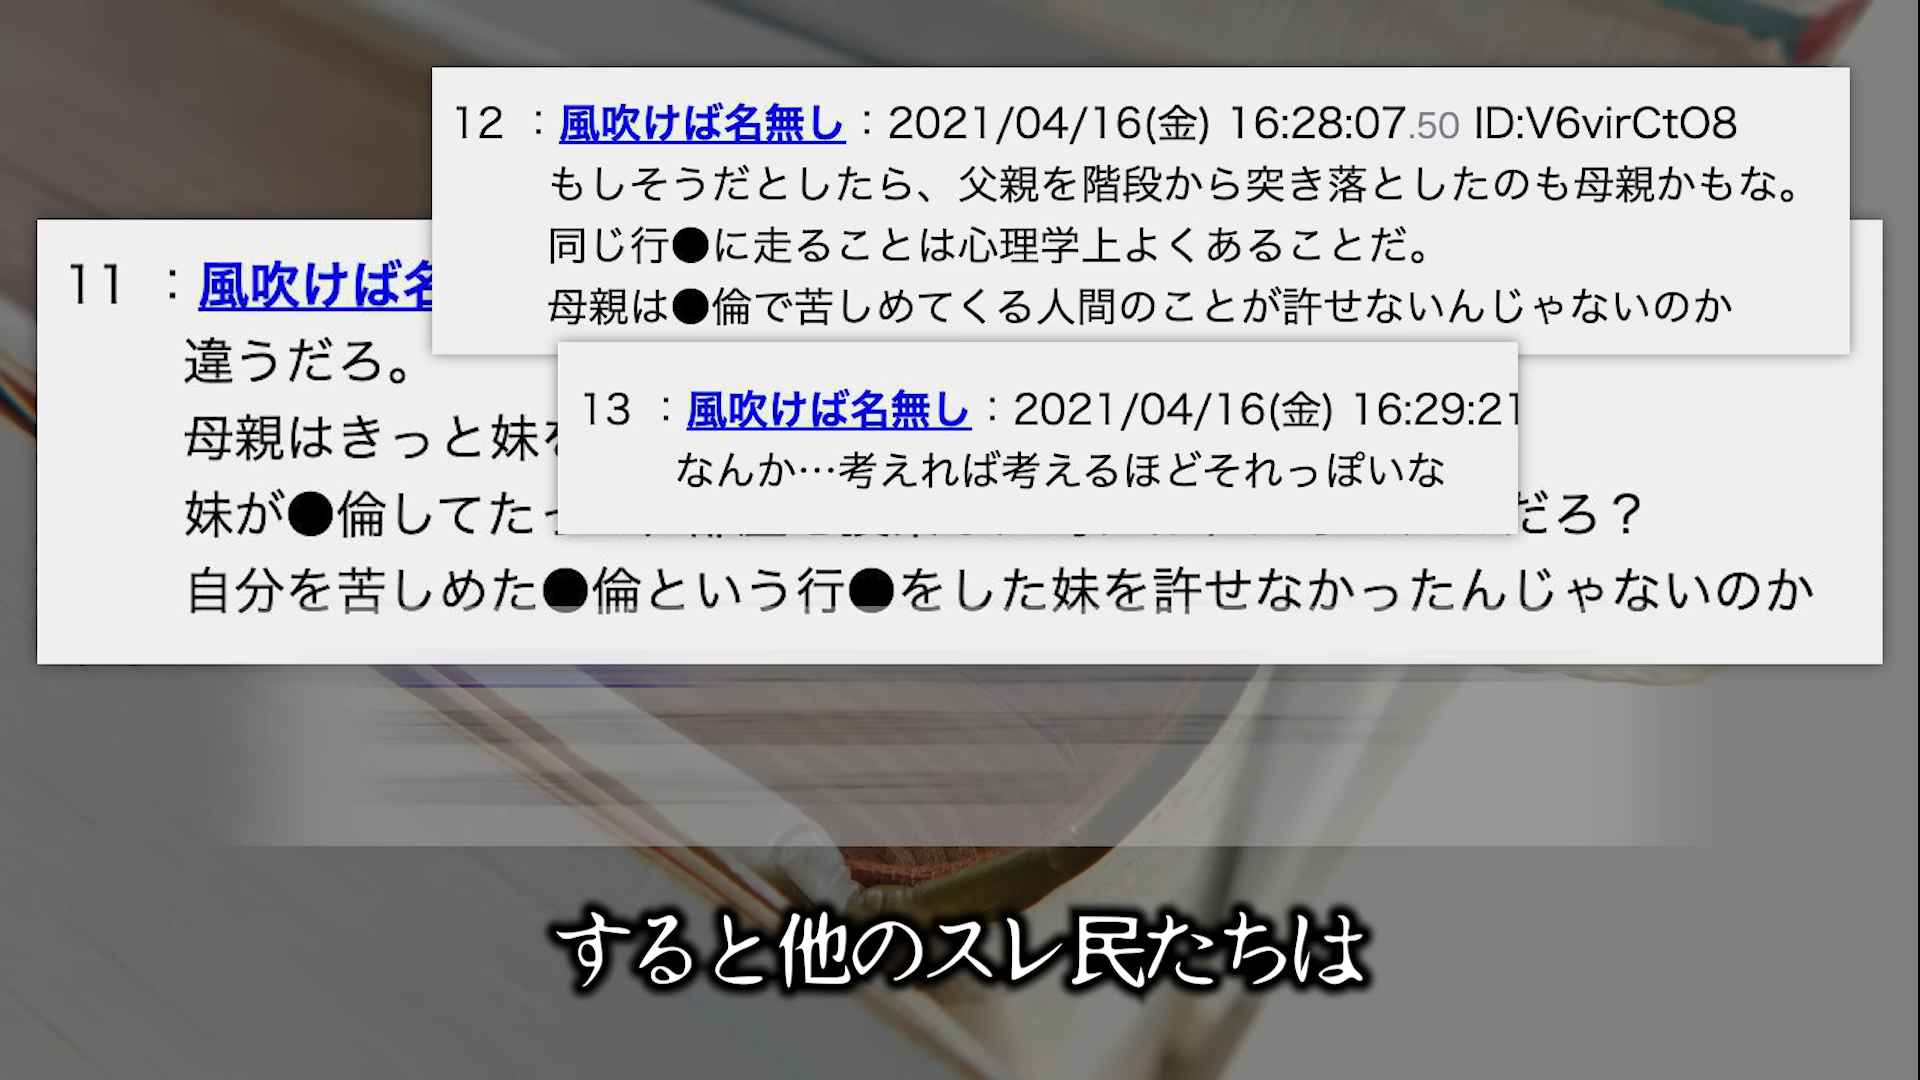 12 ：風吹けば名無し：2021/04/16(金) 16:28:07.50 ID:V6virCtO8
もしそうだとしたら、父親を階段から突き落としたのも母親かもな。
同じ行●に走ることは心理学上よくあることだ。
母親は●倫で苦しめてくる人間のことが許せないんじゃないのか
11 ：風吹けば名
違うだろ。
母親はきっと妹
妹が●倫してた
だろ？
自分を苦しめた●倫という行●をした妹を許せなかったんじゃないのか
13 ：風吹けば名無し：2021/04/16(金) 16:29:21
なんか…考えれば考えるほどそれっぽいな
すると他のスレ民たちは